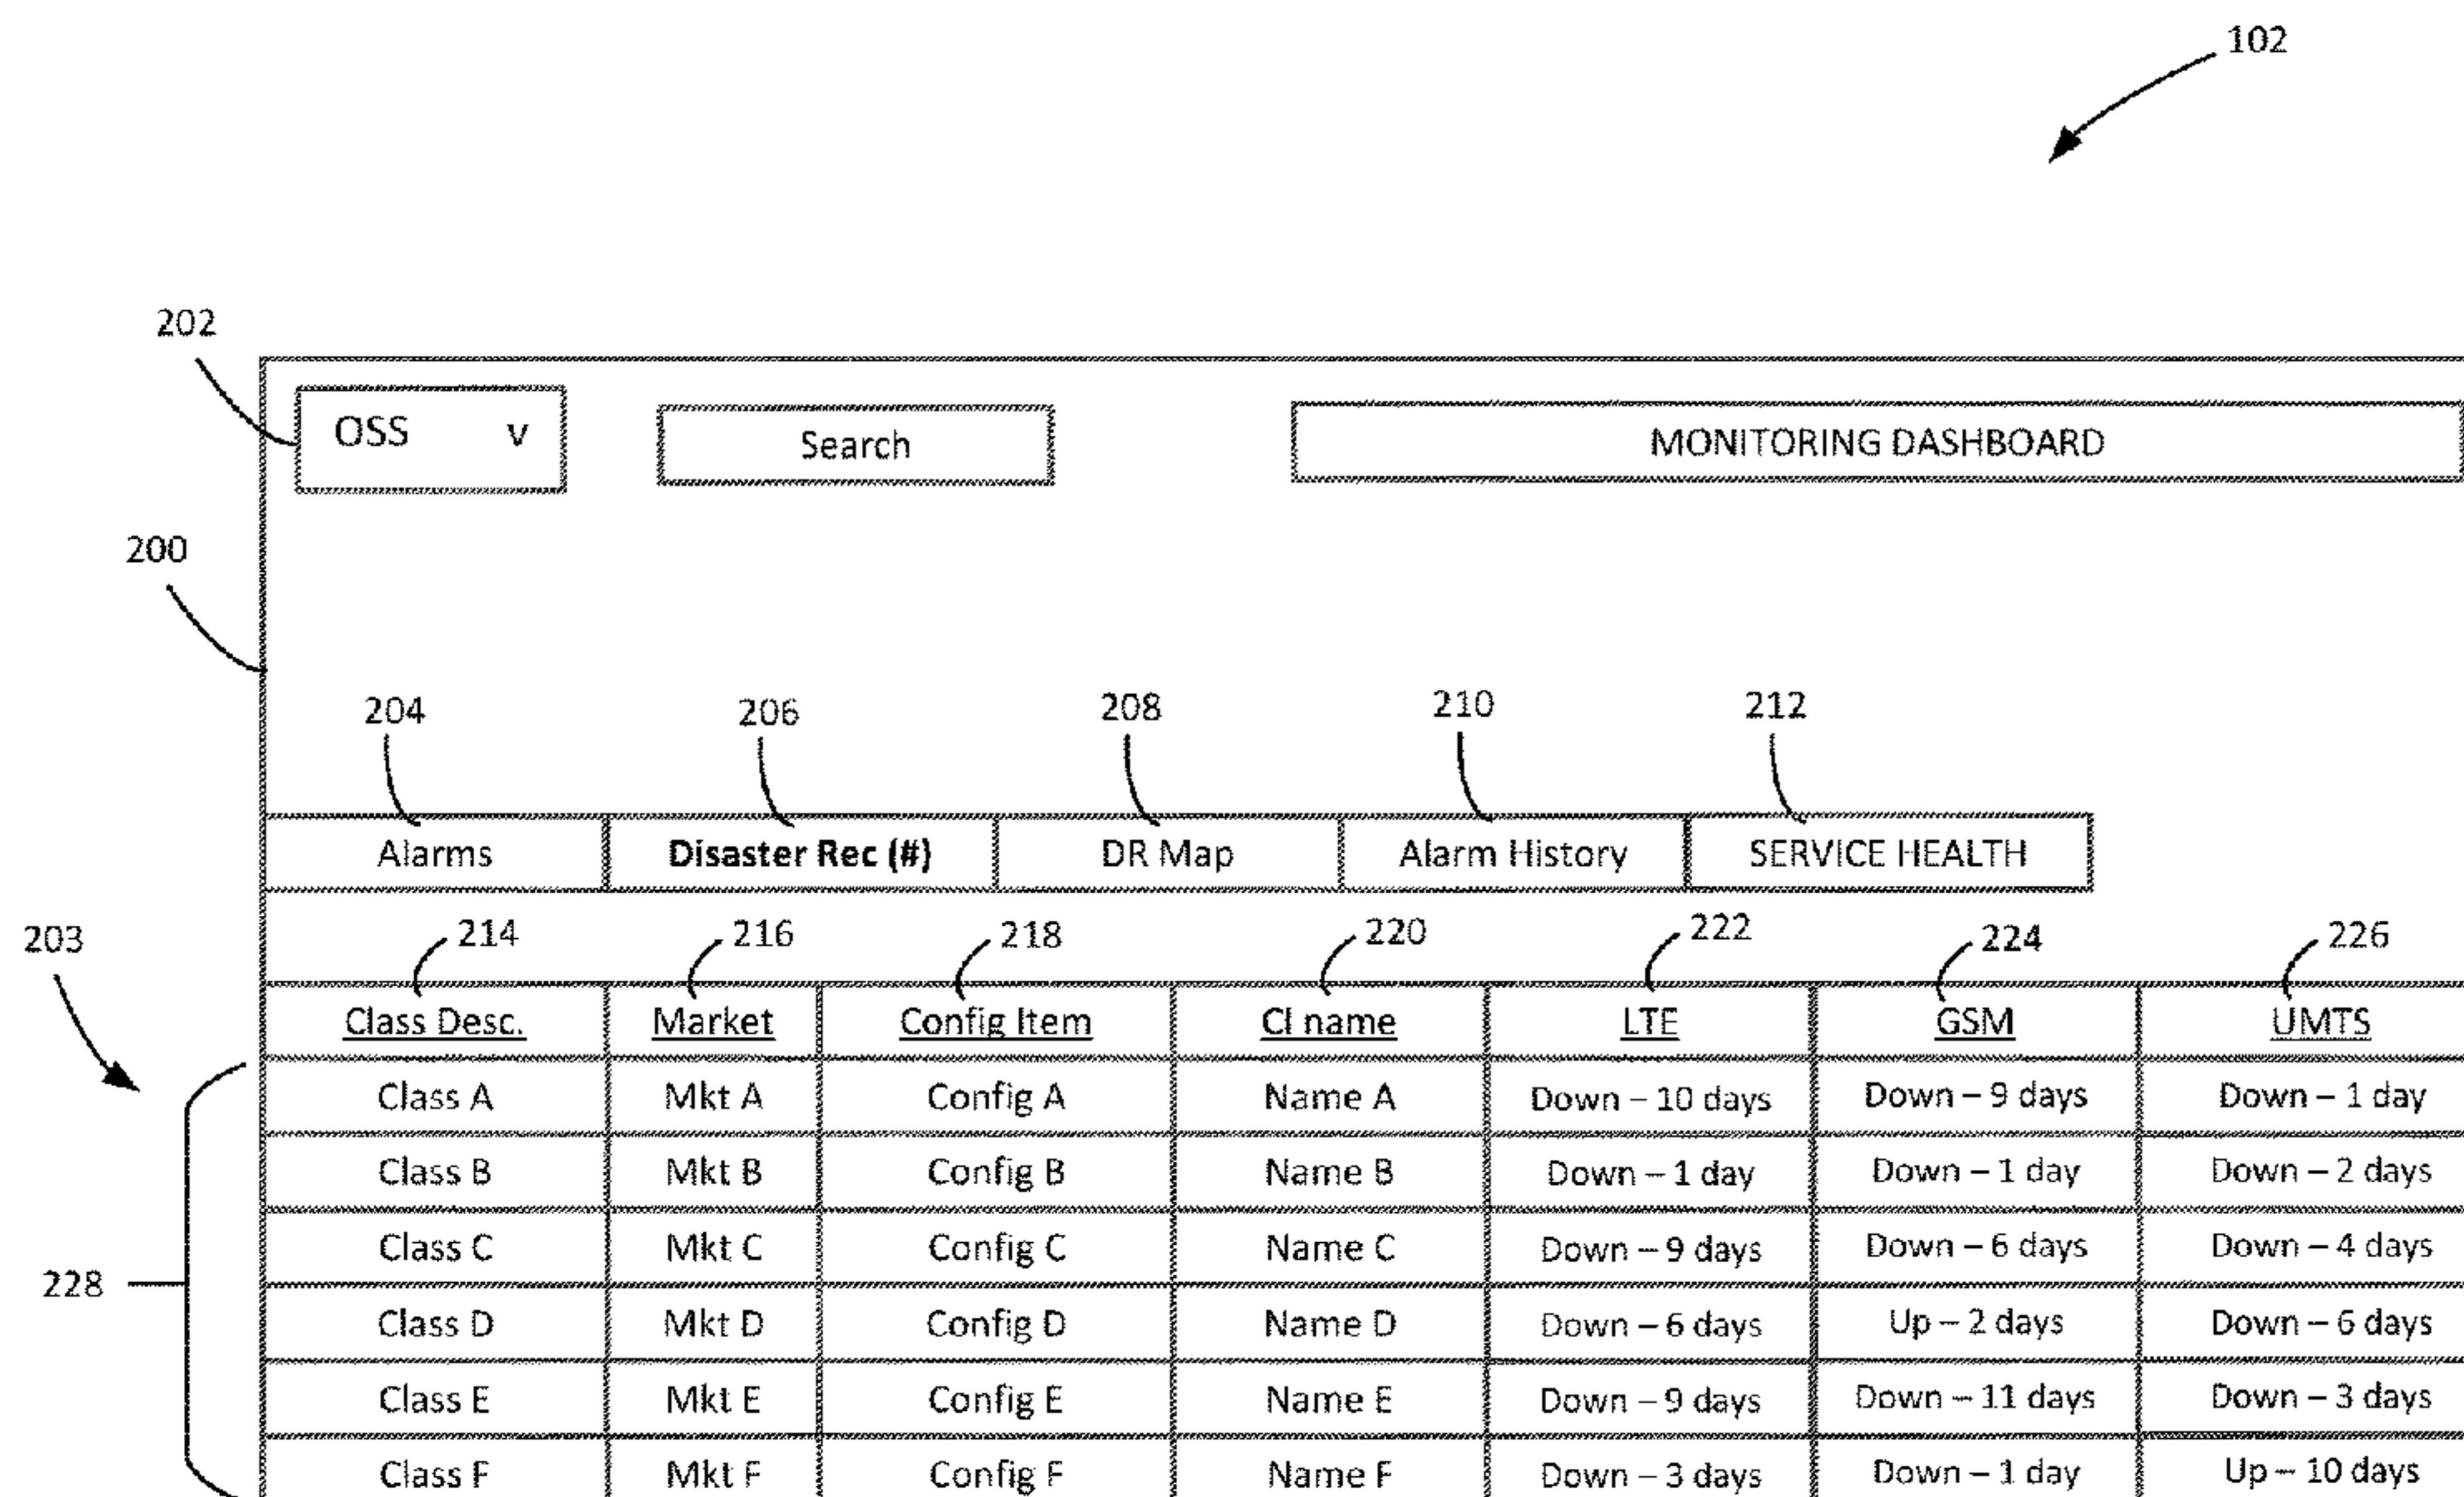 102
202
OSS v Search MONITORING DASHBOARD
200
204 206 208 210 212
Alarms Disaster Rec (#) DR Map Alarm History SERVICE HEALTH
203 214 216 218 220 222 224 226
Class Desc. Market Config Item CI name LTE GSM UMTS
Class A Mkt A Config A Name A Down – 10 days Down – 9 days Down – 1 day
Class B Mkt B Config B Name B Down – 1 day Down – 1 day Down – 2 days
Class C Mkt C Config C Name C Down – 9 days Down – 6 days Down – 4 days
228
Class D Mkt D Config D Name D Down – 6 days Up – 2 days Down – 6 days
Class E Mkt E Config E Name E Down – 9 days Down – 11 days Down – 3 days
Class F Mkt F Config F Name F Down – 3 days Down – 1 day Up – 10 days